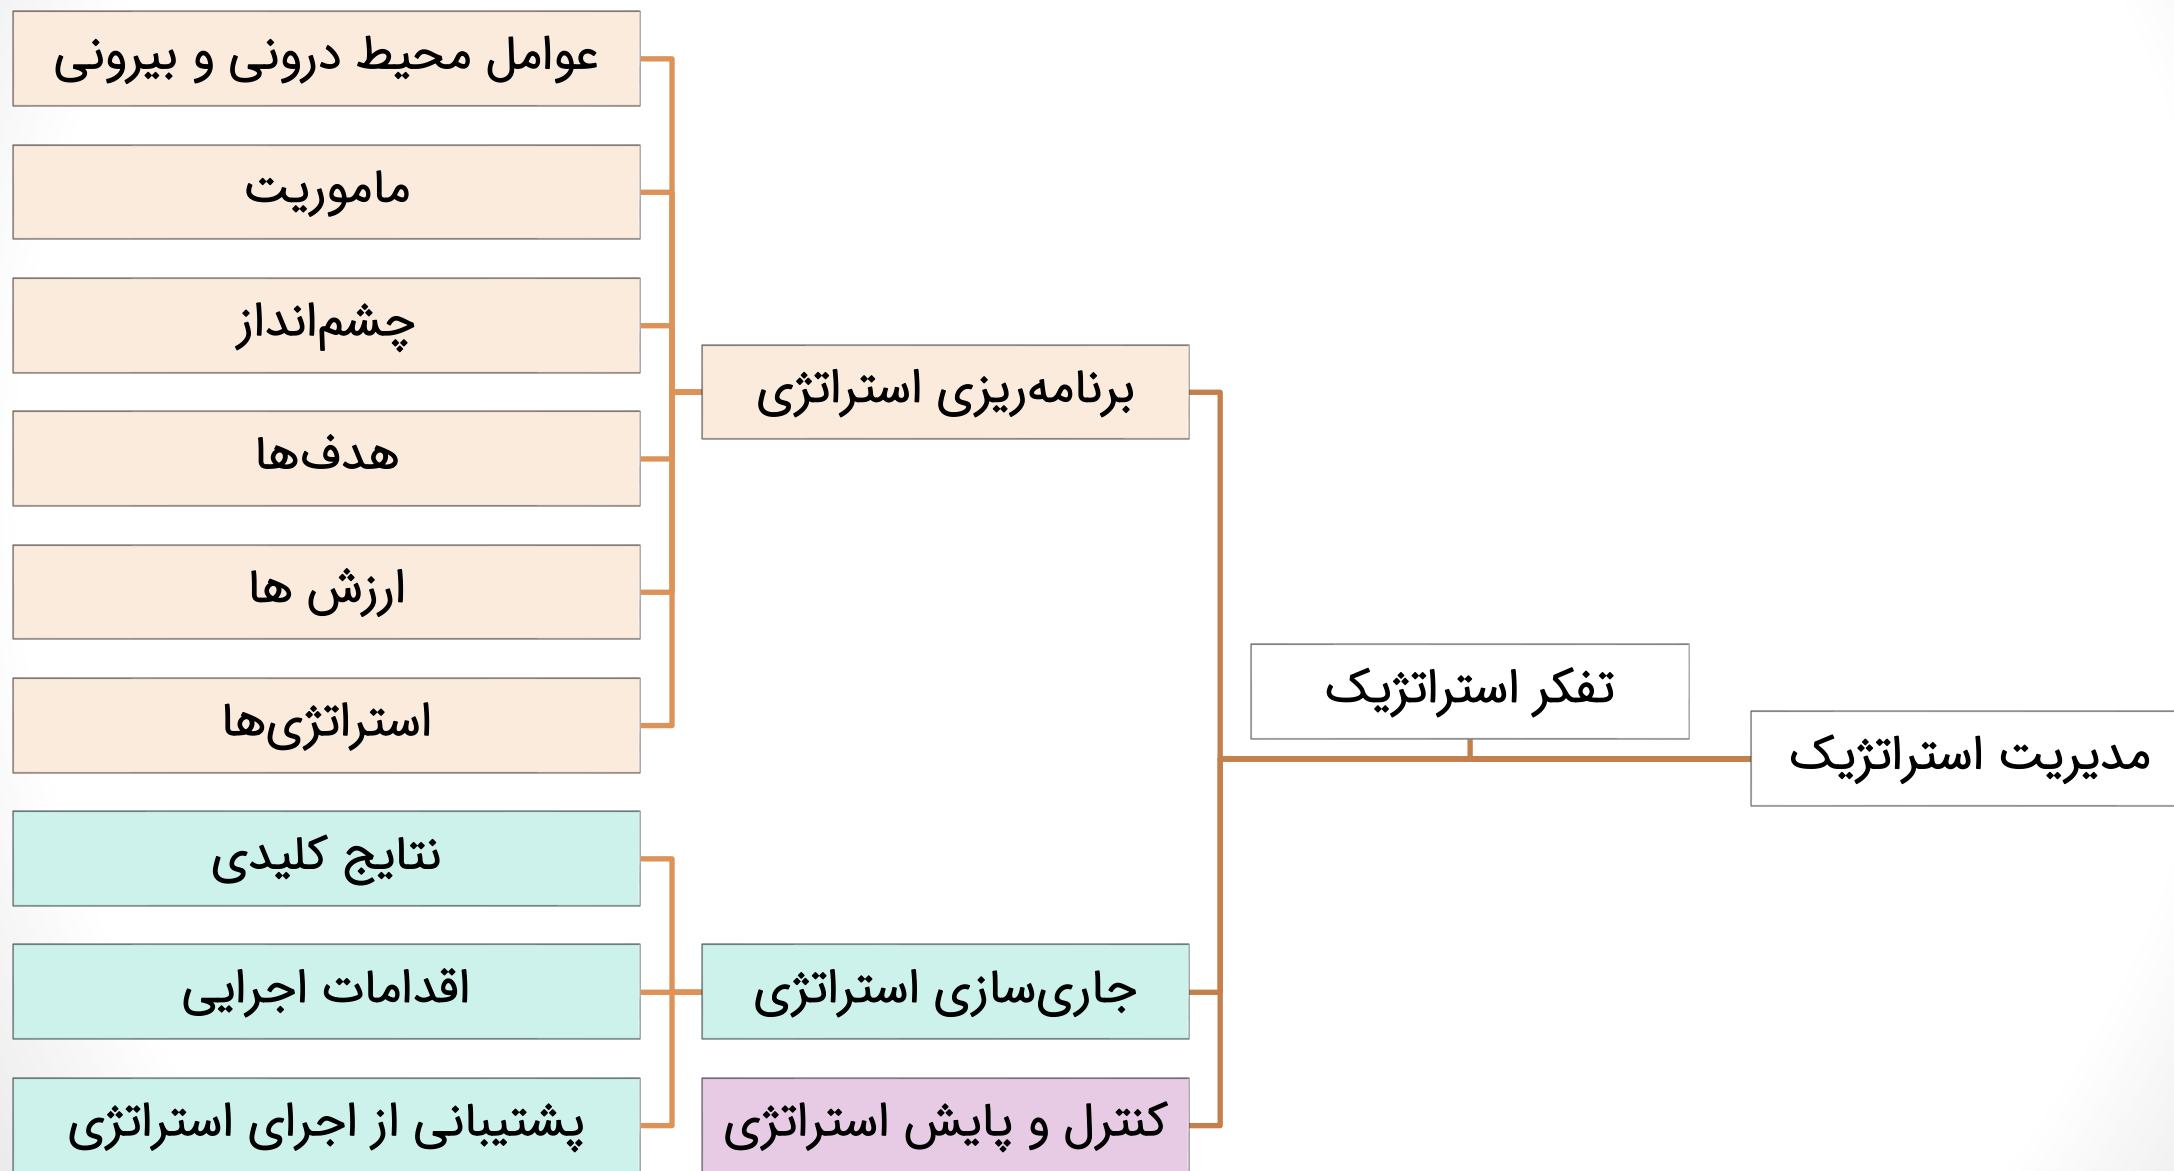 مدیریت استراتژیک
تفکر استراتژیک
برنامه‌ریزی استراتژی
عوامل محیط درونی و بیرونی
ماموریت
چشم‌انداز
هدف‌ها
ارزش ها
استراتژی‌ها
جاری‌سازی استراتژی
نتایج کلیدی
اقدامات اجرایی
پشتیبانی از اجرای استراتژی
کنترل و پایش استراتژی